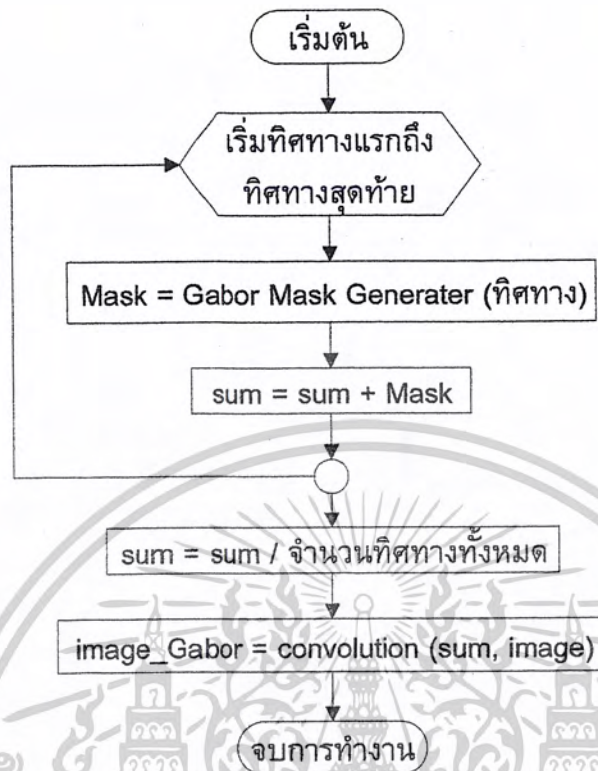 เริ่มต้น
เริ่มทิศทางแรกถึง
ทิศทางสุดท้าย
Mask = Gabor Mask Generater (ทิศทาง)
sum = sum + Mask
sum = sum / จำนวนทิศทางทั้งหมด
image_Gabor = convolution (sum, image)
จบการทำงาน